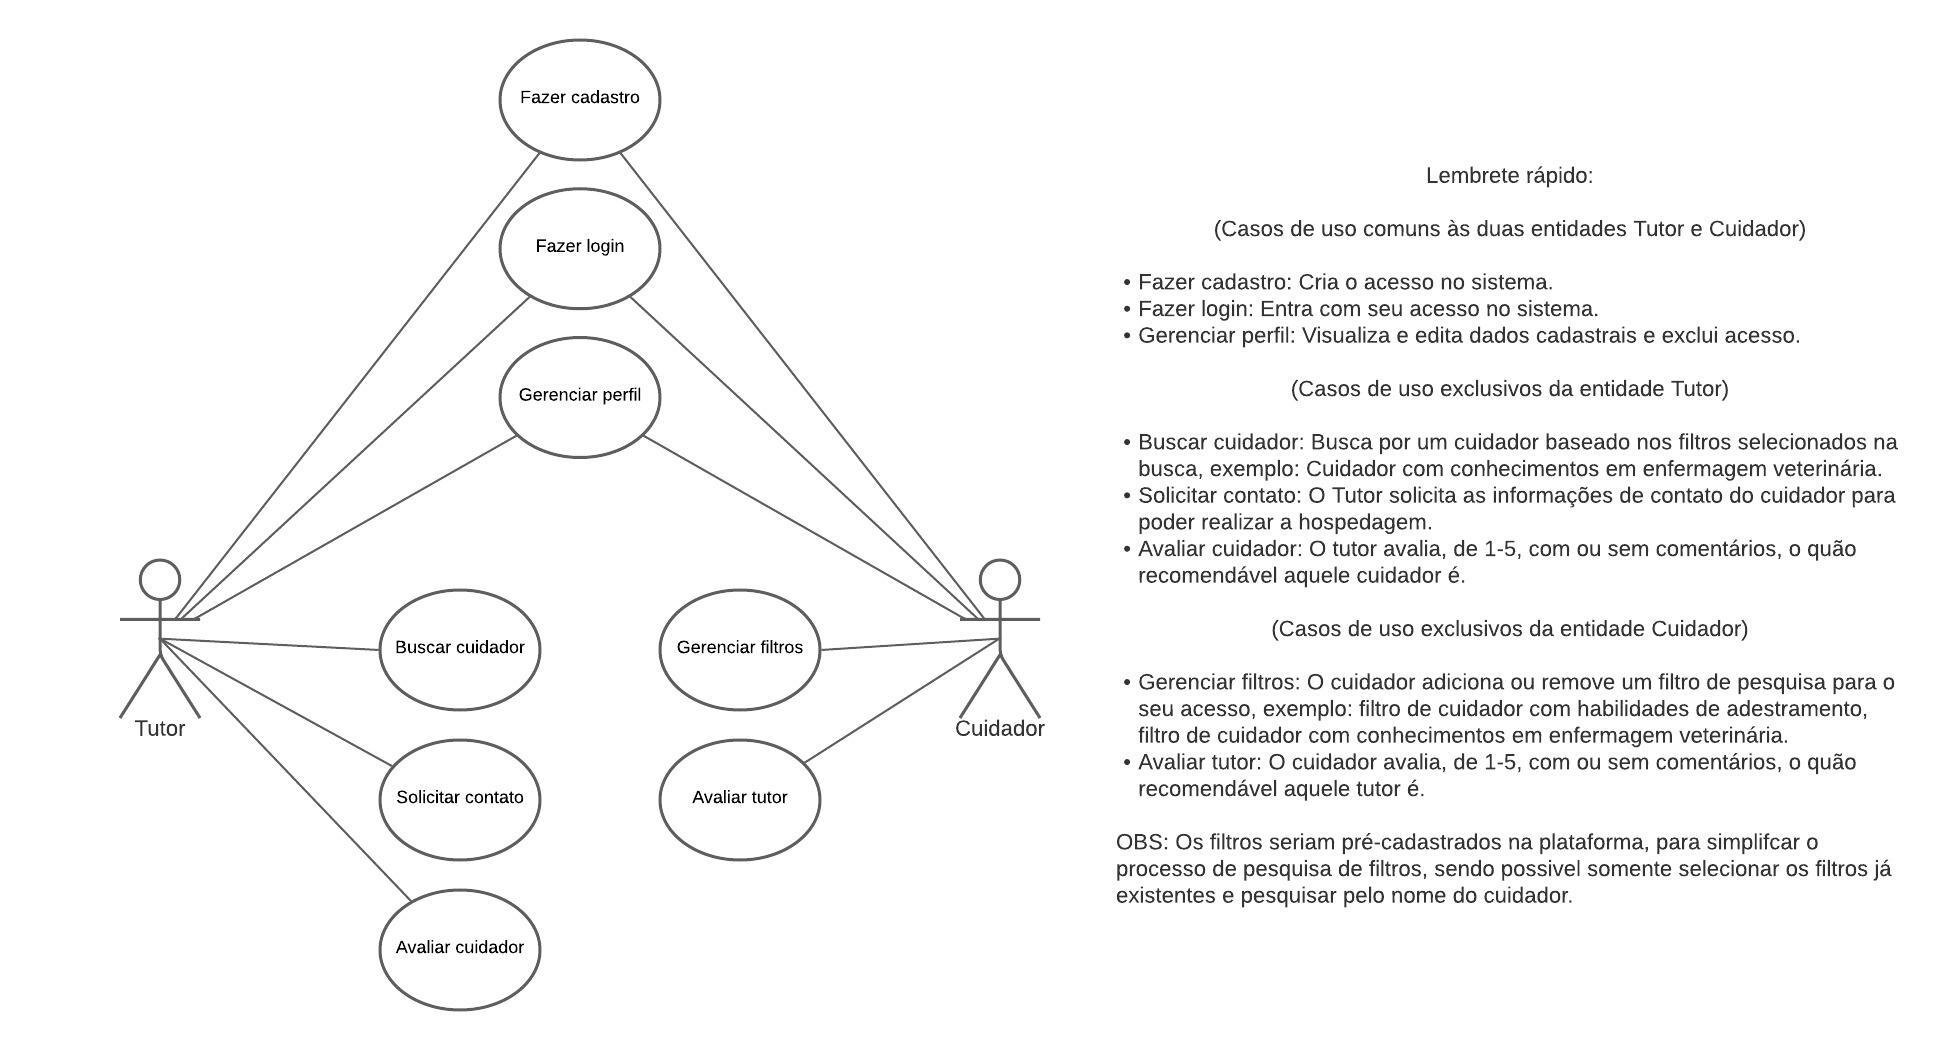 Fazer cadastro
Fazer login
Gerenciar perfil
Buscar cuidador
Gerenciar filtros
Tutor
Cuidador
Solicitar contato
Avaliar tutor
Avaliar cuidador
Lembrete rápido:
(Casos de uso comuns às duas entidades Tutor e Cuidador)
• Fazer cadastro: Cria o acesso no sistema.
• Fazer login: Entra com seu acesso no sistema.
• Gerenciar perfil: Visualiza e edita dados cadastrais e exclui acesso.
(Casos de uso exclusivos da entidade Tutor)
• Buscar cuidador: Busca por um cuidador baseado nos filtros selecionados na
busca, exemplo: Cuidador com conhecimentos em enfermagem veterinária.
• Solicitar contato: O Tutor solicita as informações de contato do cuidador para
poder realizar a hospedagem.
• Avaliar cuidador: O tutor avalia, de 1-5, com ou sem comentários, o quão
recomendável aquele cuidador é.
(Casos de uso exclusivos da entidade Cuidador)
• Gerenciar filtros: O cuidador adiciona ou remove um filtro de pesquisa para o
seu acesso, exemplo: filtro de cuidador com habilidades de adestramento,
filtro de cuidador com conhecimentos em enfermagem veterinária.
• Avaliar tutor: O cuidador avalia, de 1-5, com ou sem comentários, o quão
recomendável aquele tutor é.
OBS: Os filtros seriam pré-cadastrados na plataforma, para simplifcar o
processo de pesquisa de filtros, sendo possivel somente selecionar os filtros já
existentes e pesquisar pelo nome do cuidador.